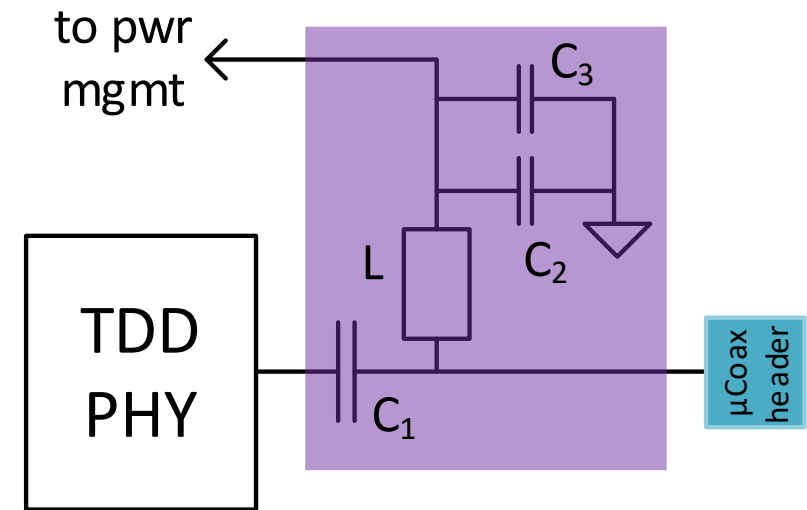 to pwr
mgmt
C3
L
C2
TDD
PHY
C1
µCoax
header